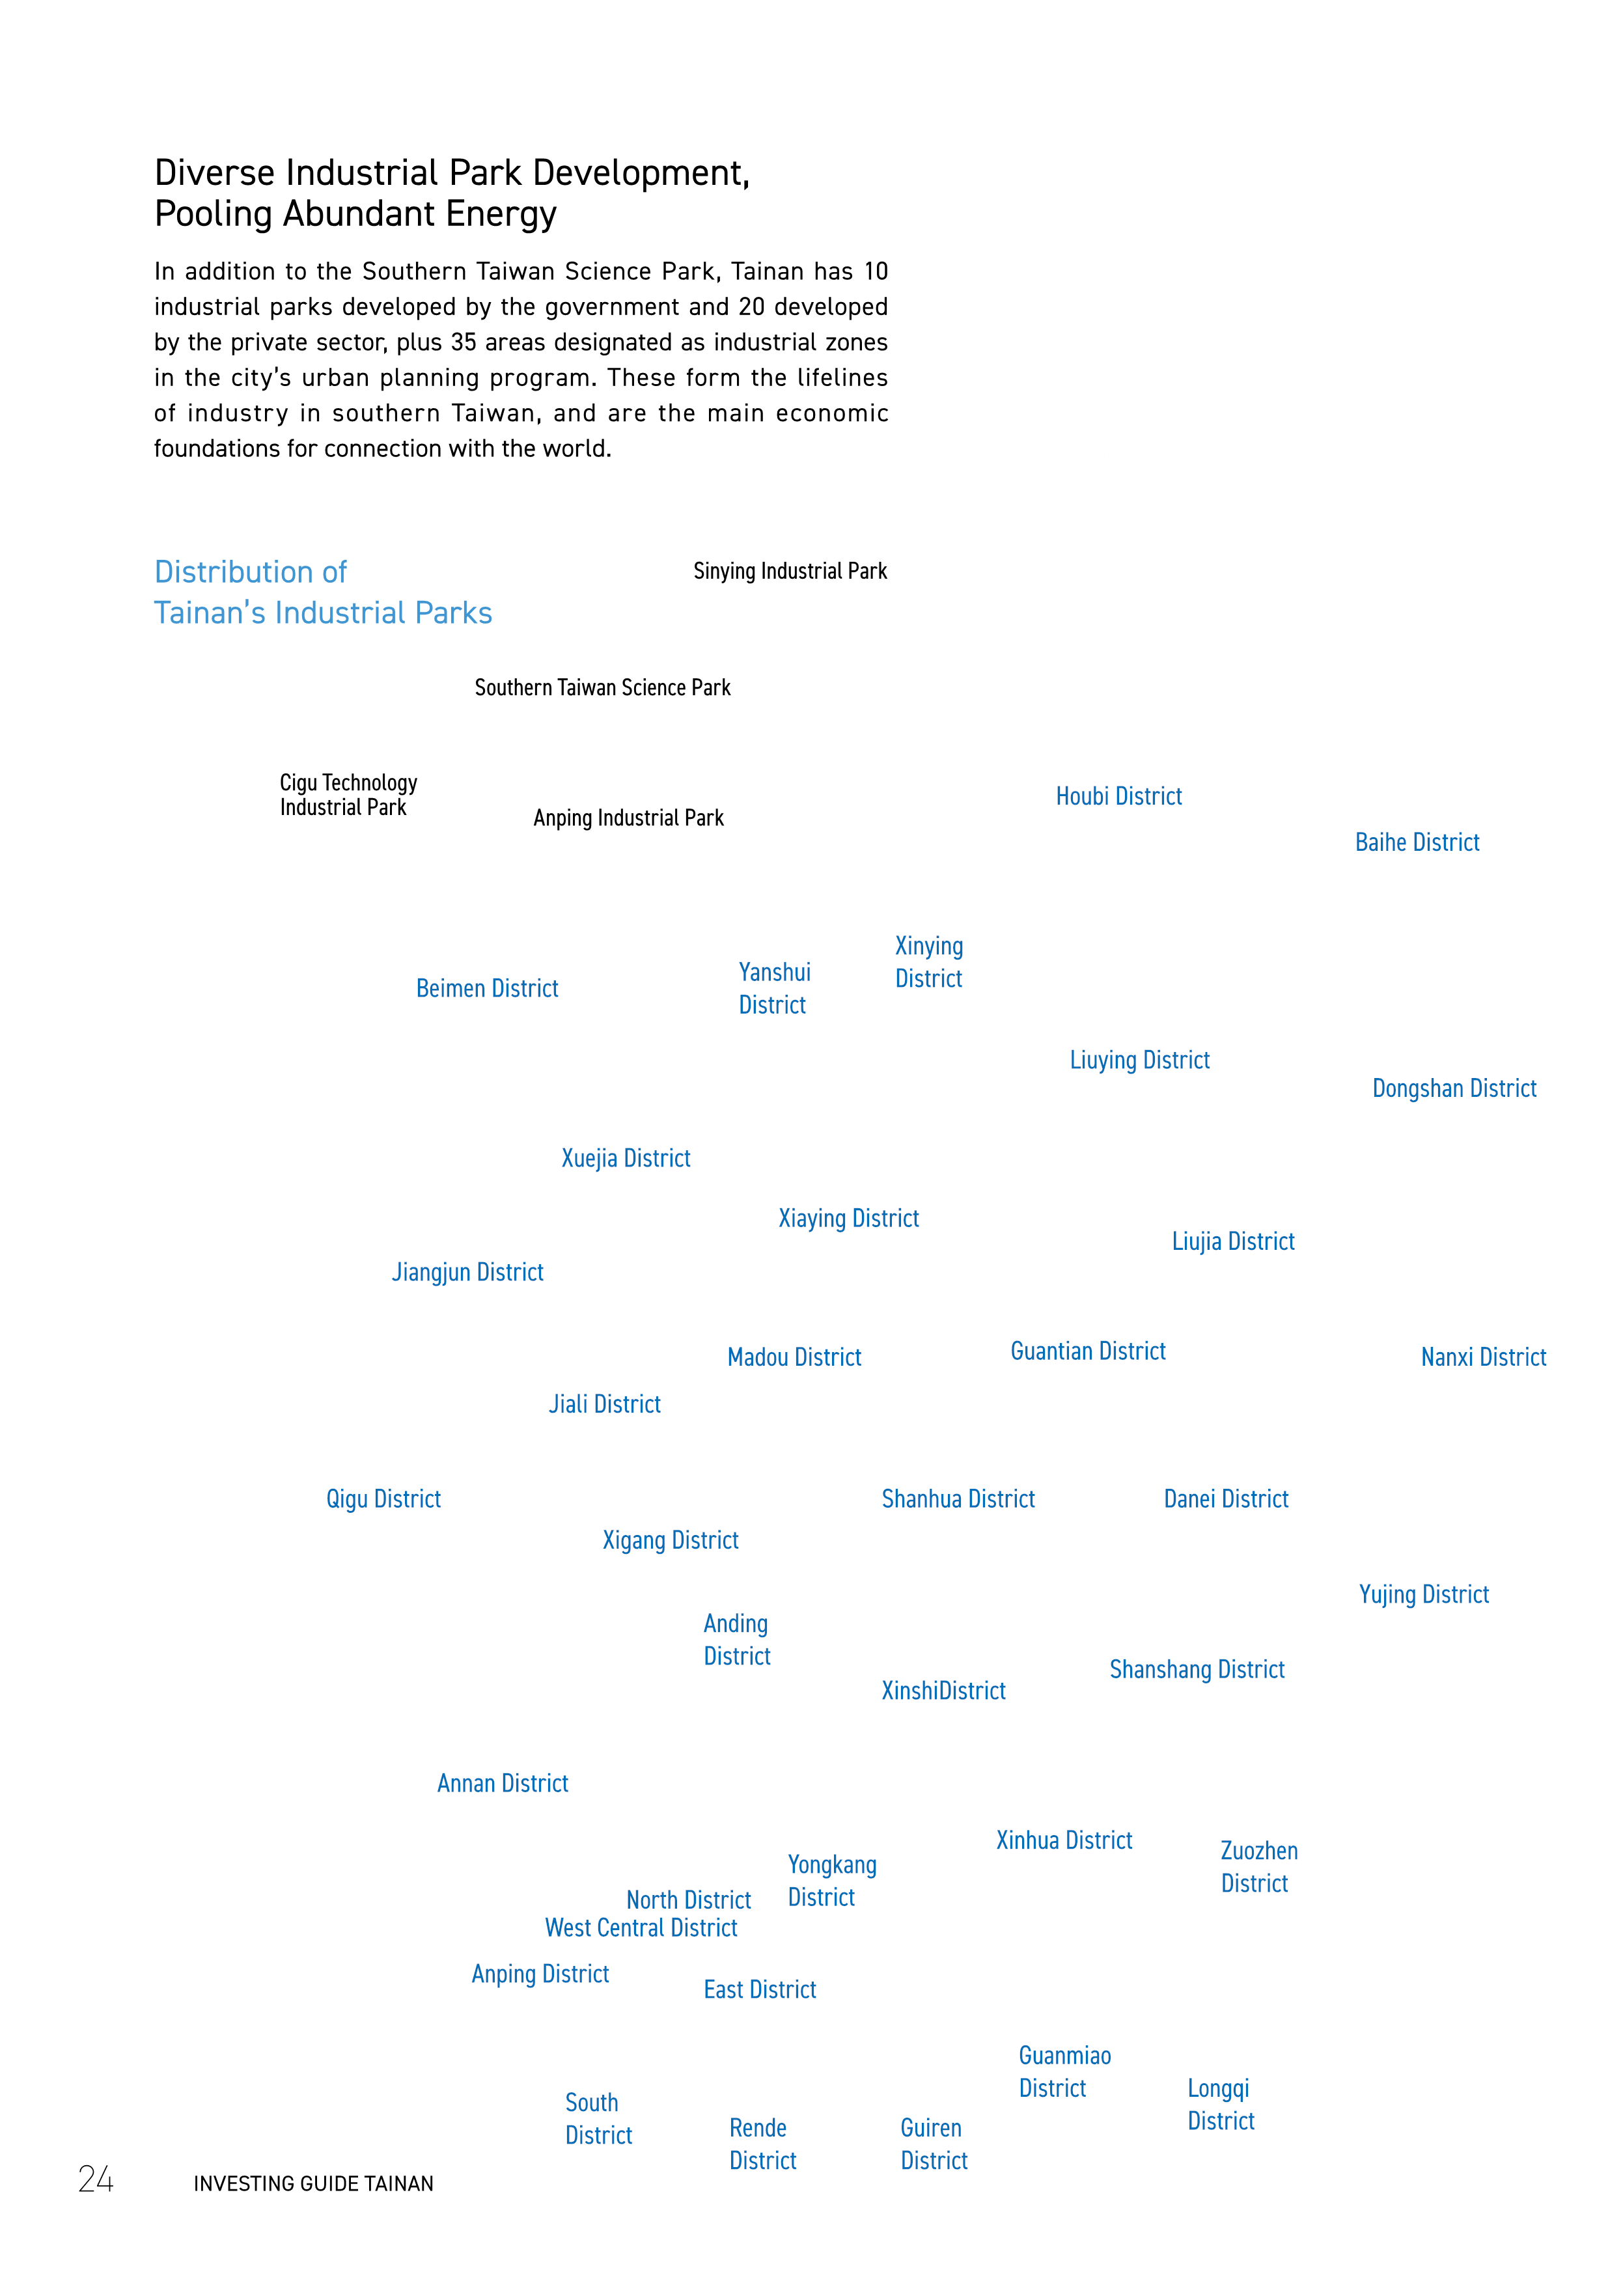 Diverse Industrial Park Development,
Pooling Abundant Energy
In addition to the Southern Taiwan Science Park, Tainan has 10
industrial parks developed by the government and 20 developed
by the private sector, plus 35 areas designated as industrial zones
in the city’s urban planning program. These form the lifelines
of industry in southern Taiwan, and are the main economic
foundations for connection with the world.
Distribution of
Tainan’s Industrial Parks
Sinying Industrial Park
Southern Taiwan Science Park
Cigu Technology
Industrial Park
Anping Industrial Park
Houbi District
Baihe District
Xinying
District
Yanshui
District
Beimen District
Liuying District
Dongshan District
Xuejia District
Xiaying District
Liujia District
Jiangjun District
Madou District
Guantian District
Nanxi District
Jiali District
Qigu District
Shanhua District
Danei District
Xigang District
Yujing District
Anding
District
Shanshang District
XinshiDistrict
Annan District
Xinhua District
Zuozhen
District
Yongkang
District
North District
West Central District
Anping District
East District
Guanmiao
District
Longqi
District
South
District
Rende
District
Guiren
District
24
INVESTING GUIDE TAINAN